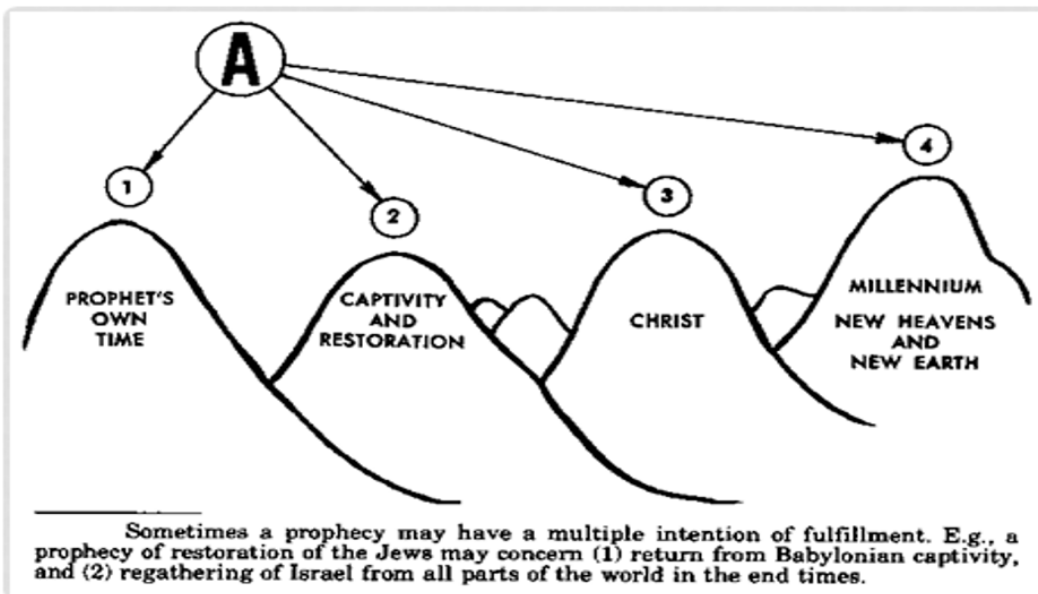 A
1
2
3
4
PROPHET'S
OWN
TIME
CAPTIVITY
AND
RESTORATION
CHRIST
MILLENNIUM
NEW HEAVENS
AND
NEW EARTH
Sometimes a prophecy may have a multiple intention of fulfillment. E.g., a
prophecy of restoration of the Jews may concern (1) return from Babylonian captivity,
and (2) regathering of Israel from all parts of the world in the end times.